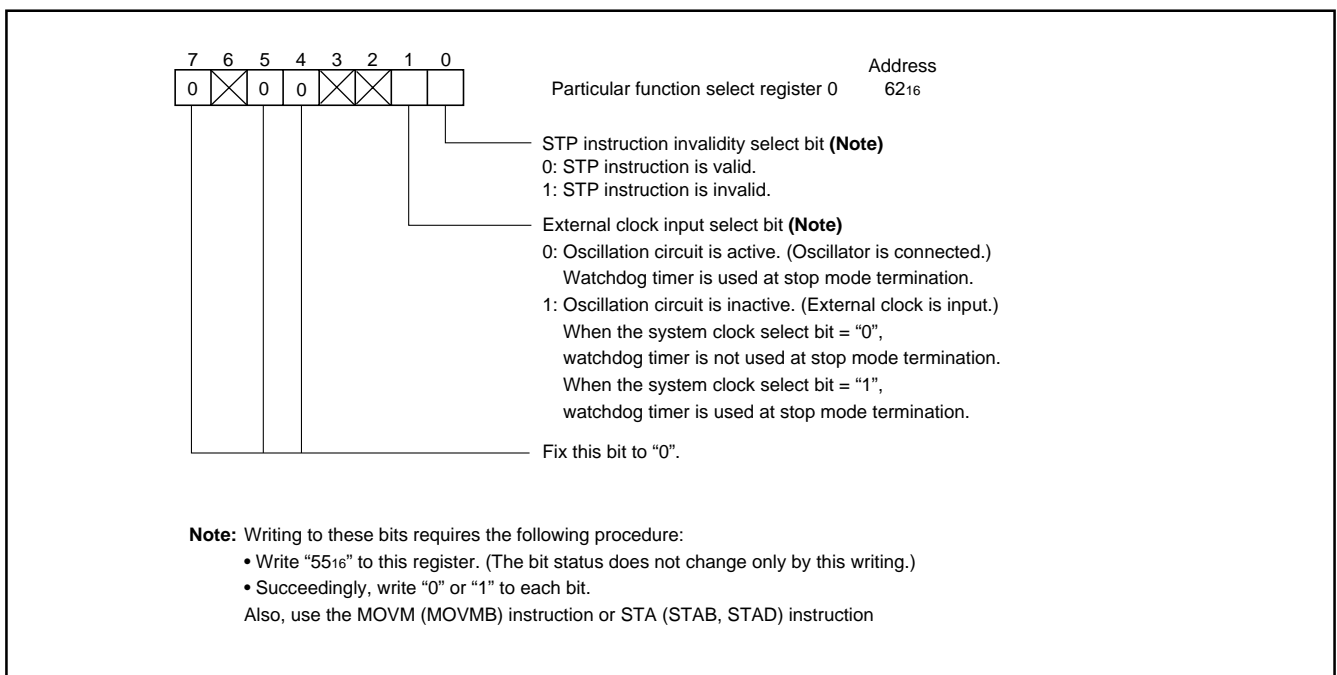 7 6 5 4 3 2 1 0
Address
0 0 0
Particular function select register 0 62₁₆
STP instruction invalidity select bit (Note)
0: STP instruction is valid.
1: STP instruction is invalid.
External clock input select bit (Note)
0: Oscillation circuit is active. (Oscillator is connected.)
Watchdog timer is used at stop mode termination.
1: Oscillation circuit is inactive. (External clock is input.)
When the system clock select bit = “0”,
watchdog timer is not used at stop mode termination.
When the system clock select bit = “1”,
watchdog timer is used at stop mode termination.
Fix this bit to “0”.
Note: Writing to these bits requires the following procedure:
• Write “55₁₆” to this register. (The bit status does not change only by this writing.)
• Succeedingly, write “0” or “1” to each bit.
Also, use the MOVM (MOVMB) instruction or STA (STAB, STAD) instruction